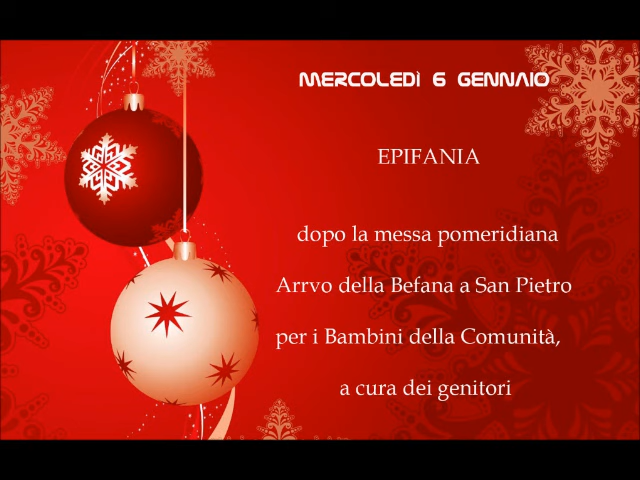 MERCOLEDÌ 6 GENNAIO
EPIFANIA
dopo la messa pomeridiana
Arrvo della Befana a San Pietro
per i Bambini della Comunità,
a cura dei genitori